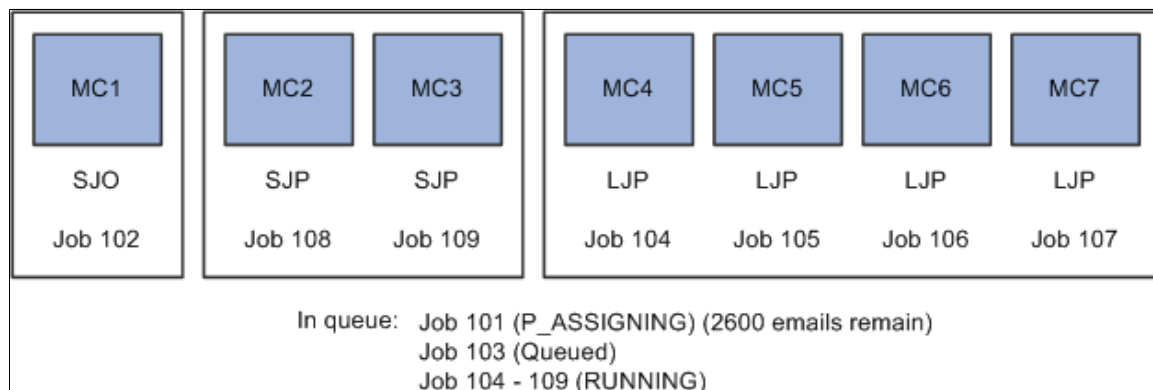 MC1 MC2 MC3 MC4 MC5 MC6 MC7
SJO SJP SJP LJP LJP LJP LJP
Job 102 Job 108 Job 109 Job 104 Job 105 Job 106 Job 107
In queue: Job 101 (P_ASSIGNING) (2600 emails remain)
Job 103 (Queued)
Job 104 - 109 (RUNNING)